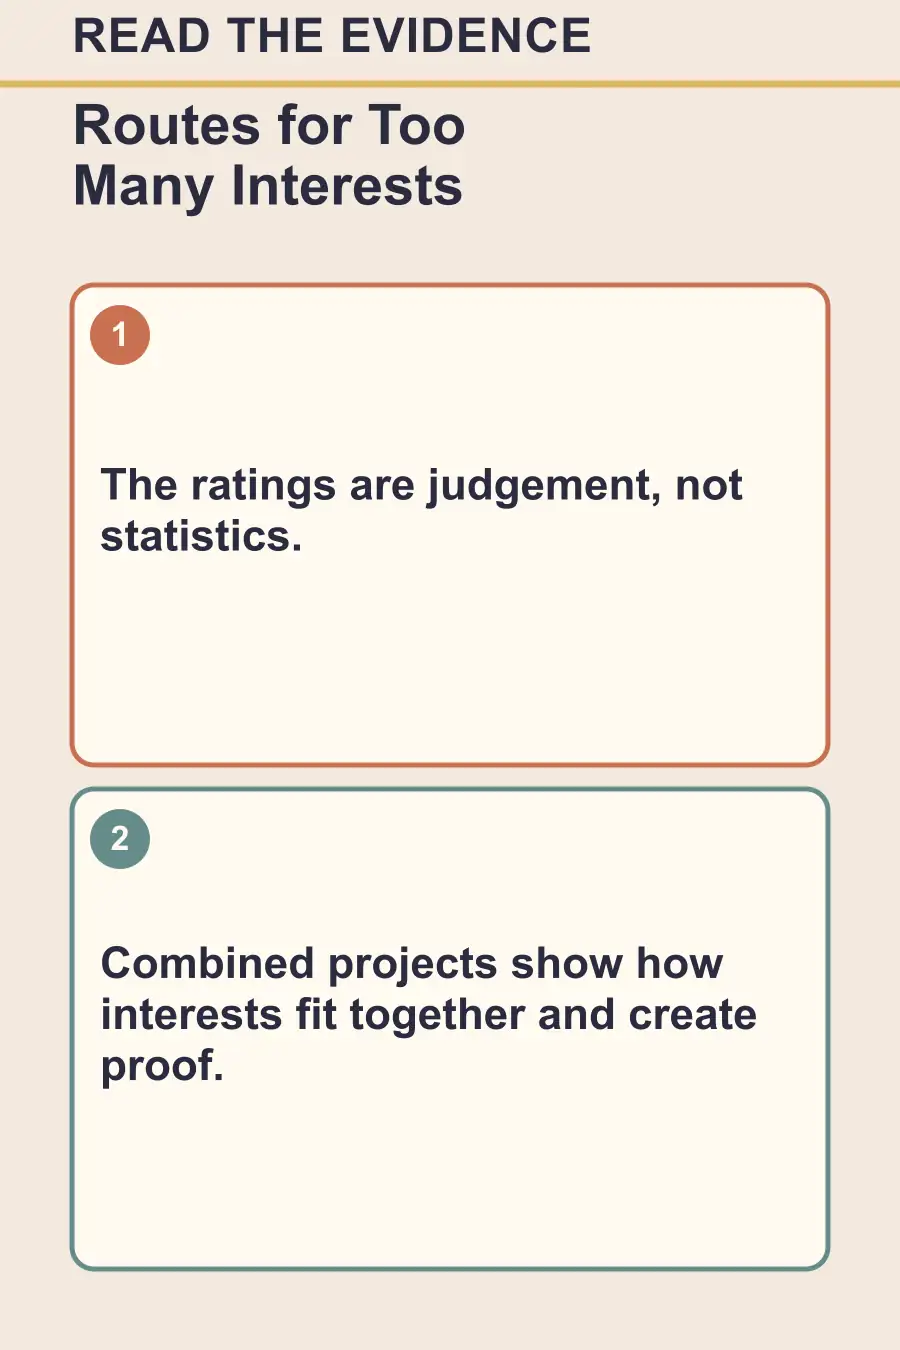 READ THE EVIDENCE
Routes for Too
Many Interests
1
The ratings are judgement, not
statistics.
2
Combined projects show how
interests fit together and create
proof.